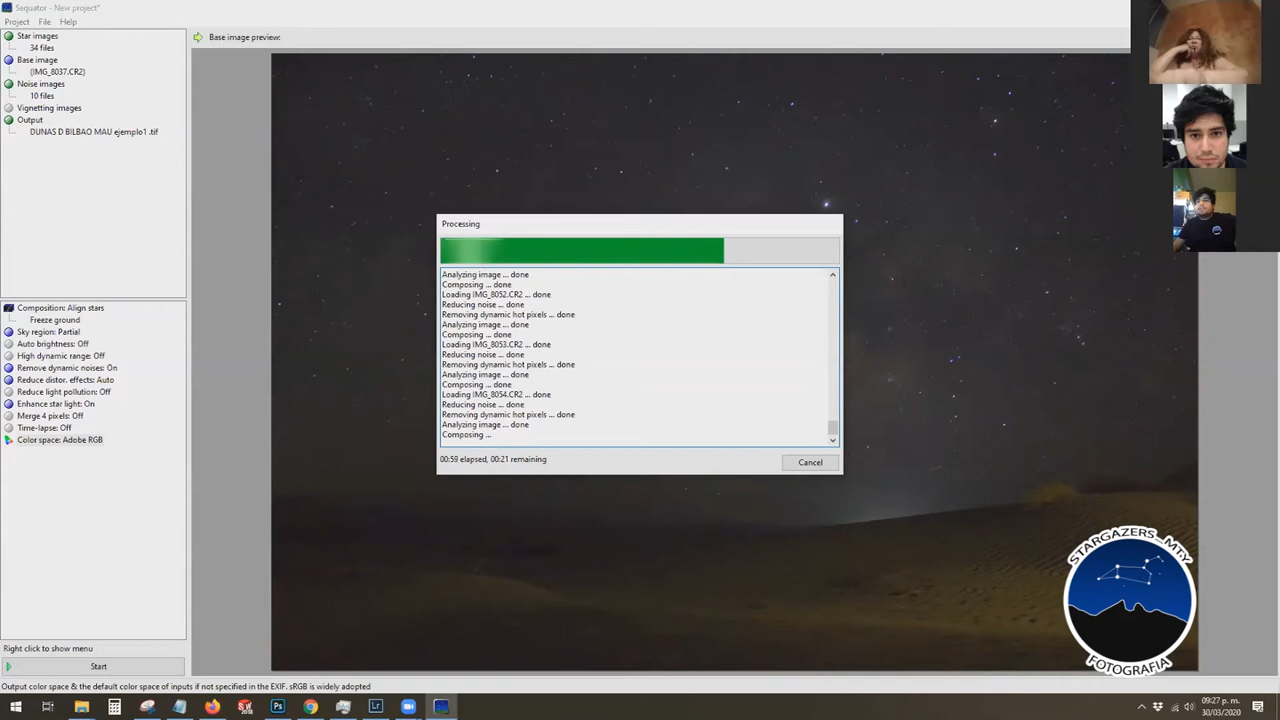 Sequator - New project*
Project File Help
Star images
34 files
Base image
(IMG_8037.CR2)
Noise images
10 files
Vignetting images
Output
DUNAS D BILBAO MAU ejemplo1 .tif
Composition: Align stars
Freeze ground
Sky region: Partial
Auto brightness: Off
High dynamic range: Off
Remove dynamic noises: On
Reduce distor. effects: Auto
Reduce light pollution: Off
Enhance star light: On
Merge 4 pixels: Off
Time-lapse: Off
Color space: Adobe RGB
Right click to show menu
Start
Output color space & the default color space of inputs if not specified in the EXIF. sRGB is widely adopted
Base image preview:
Processing
Analyzing image ... done
Composing ... done
Loading IMG_8052.CR2 ... done
Reducing noise ... done
Removing dynamic hot pixels ... done
Analyzing image ... done
Composing ... done
Loading IMG_8053.CR2 ... done
Reducing noise ... done
Removing dynamic hot pixels ... done
Analyzing image ... done
Composing ... done
Loading IMG_8054.CR2 ... done
Reducing noise ... done
Removing dynamic hot pixels ... done
Analyzing image ... done
Composing ...
00:59 elapsed, 00:21 remaining
Cancel
STARGAZERS_MTY
FOTOGRAFIA
09:27 p. m.
30/03/2020